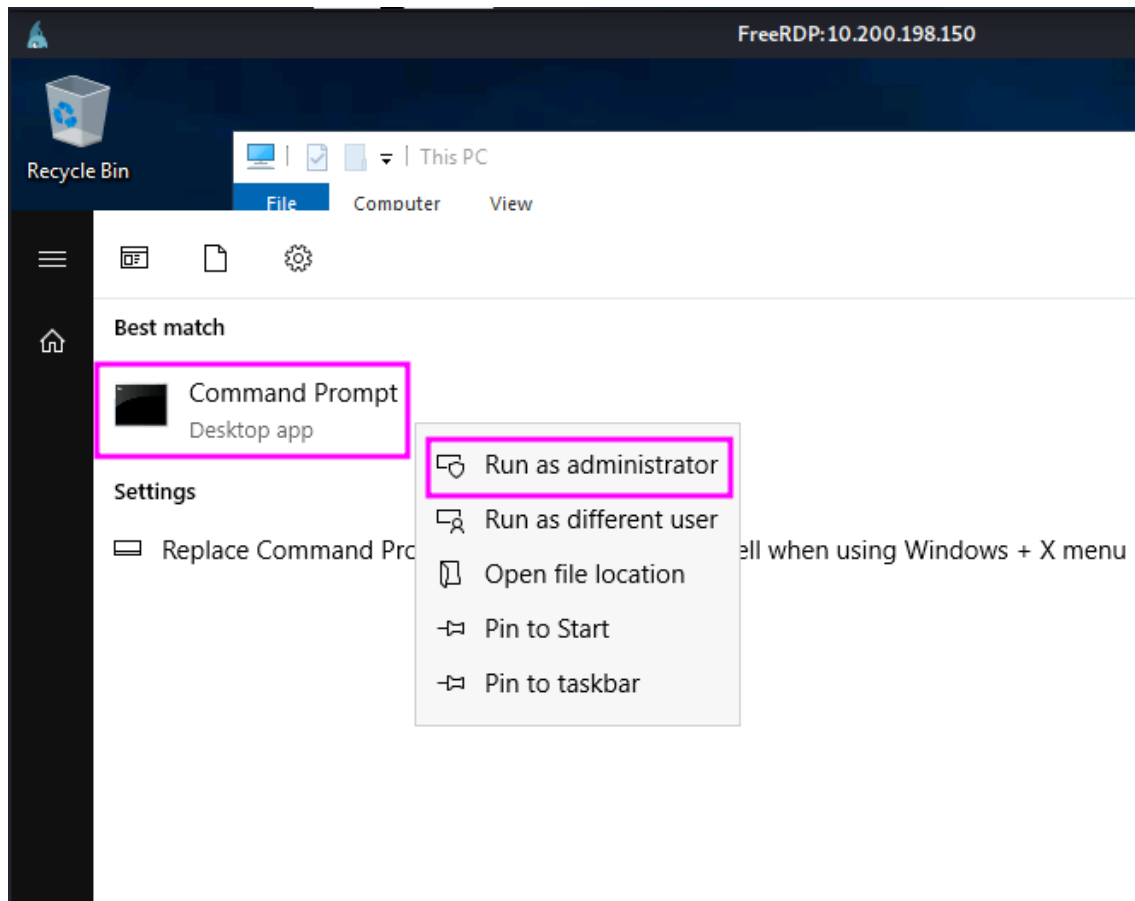 FreeRDP:10.200.198.150
Recycle Bin
This PC
File Computer View
Best match
Command Prompt
Desktop app
Run as administrator
Settings
Run as different user
Replace Command ell when using Windows + X menu
Open file location
Pin to Start
Pin to taskbar